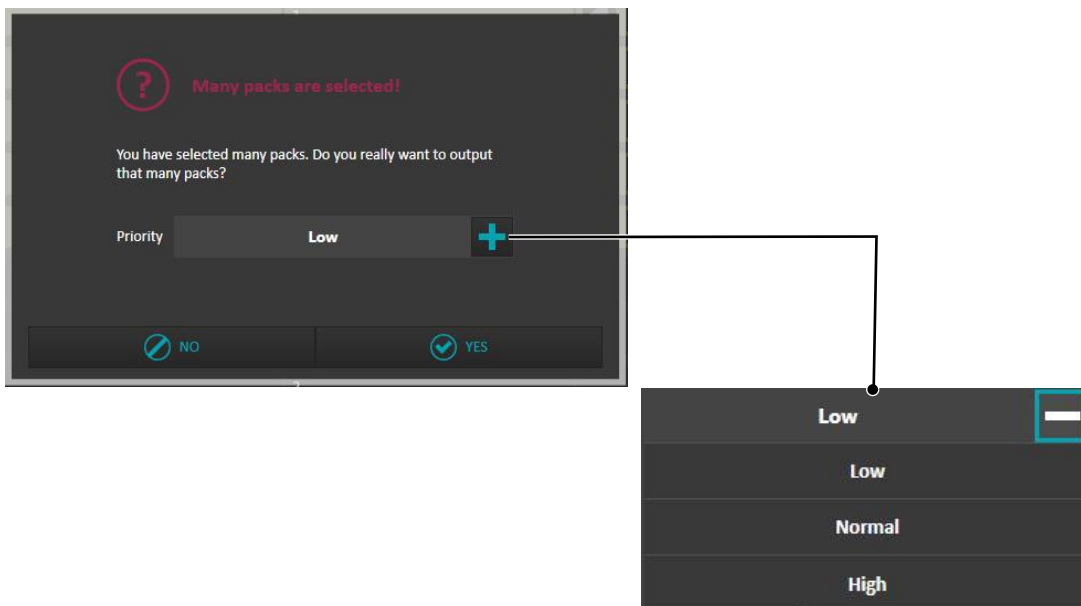 Many packs are selected!
You have selected many packs. Do you really want to output
that many packs?
Priority Low
NO YES
Low
Low
Normal
High